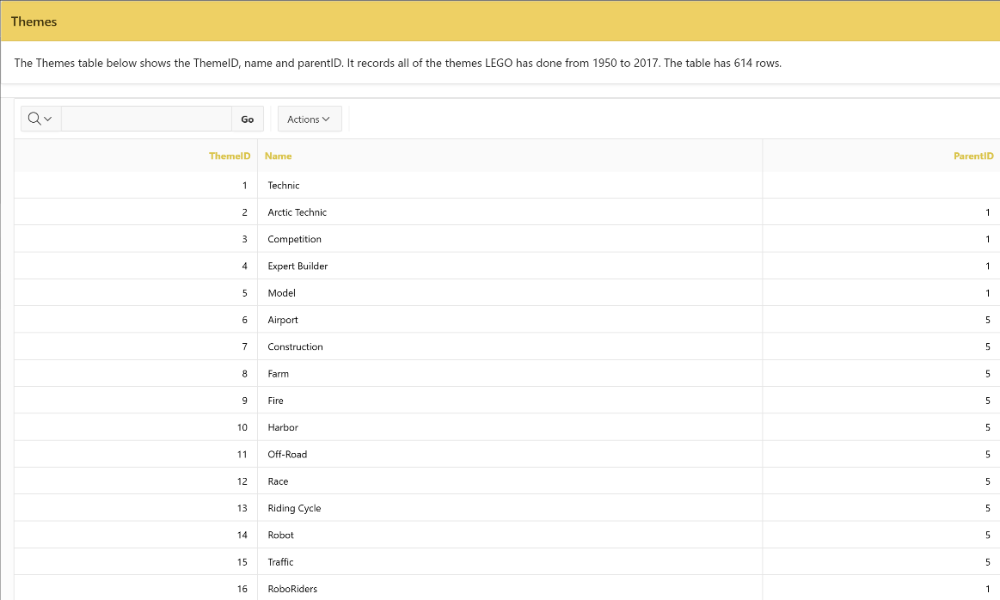 Themes
The Themes table below shows the ThemeID, name and parentID. It records all of the themes LEGO has done from 1950 to 2017. The table has 614 rows.
Go Actions
ThemeID Name ParentID
1 Technic
2 Arctic Technic 1
3 Competition 1
4 Expert Builder 1
5 Model 1
6 Airport 5
7 Construction 5
8 Farm 5
9 Fire 5
10 Harbor 5
11 Off-Road 5
12 Race 5
13 Riding Cycle 5
14 Robot 5
15 Traffic 5
16 RoboRiders 1